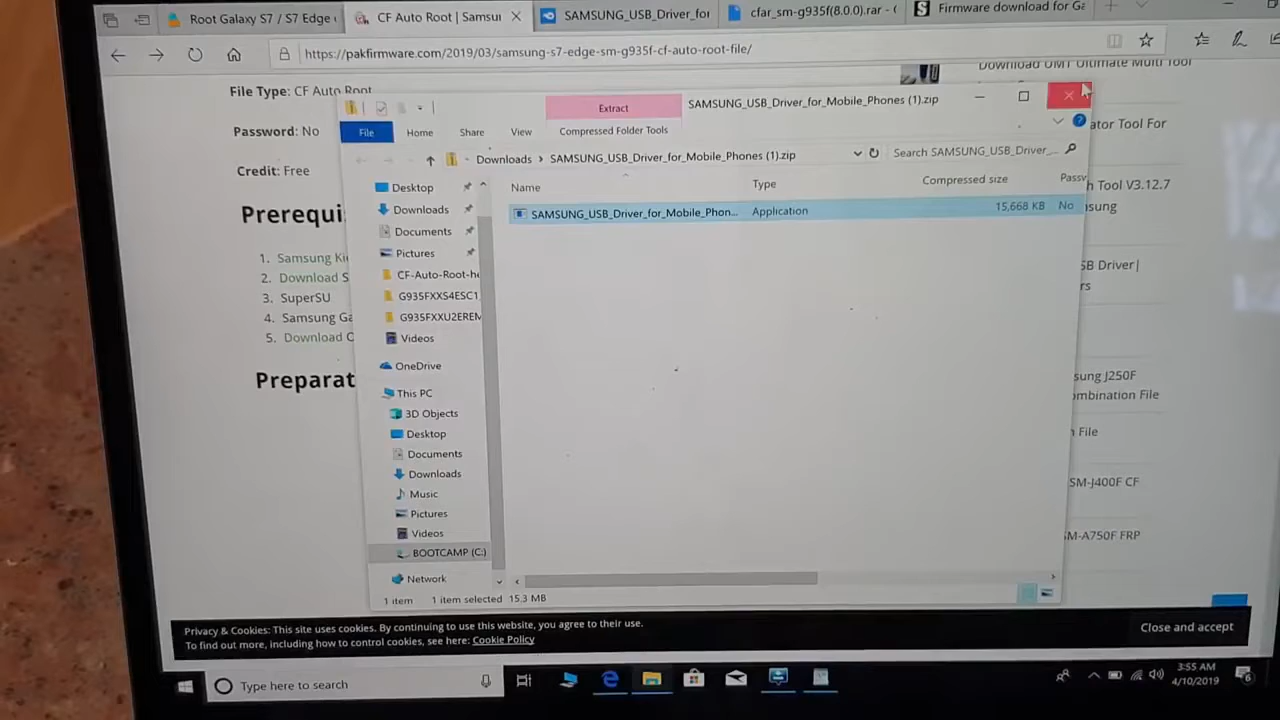 Root Galaxy S7 / S7 Edge
CF Auto Root | Samsu
SAMSUNG_USB_Driver_for
cfar_sm-g935f(8.0.0).rar - (
Firmware download for Ga
https://pakfirmware.com/2019/03/samsung-s7-edge-sm-g935f-cf-auto-root-file/
Download UMT Ultimate Multi Tool
File Type: CF Auto Root
Extract
SAMSUNG_USB_Driver_for_Mobile_Phones (1).zip
File
Home
Share
View
Compressed Folder Tools
ator Tool For
Password: No
Downloads > SAMSUNG_USB_Driver_for_Mobile_Phones (1).zip
Search SAMSUNG_USB_Driver_...
Credit: Free
Name
Type
Compressed size
Passv
h Tool V3.12.7
sung
Desktop
Downloads
Documents
Pictures
CF-Auto-Root-he
G935FXXS4ESC1_
G935FXXU2EREM
Videos
OneDrive
This PC
3D Objects
Desktop
Documents
Downloads
Music
Pictures
Videos
BOOTCAMP (C:)
Network
SAMSUNG_USB_Driver_for_Mobile_Phon...
Application
15,668 KB
No
Prerequi
1. Samsung Ki
2. Download S
3. SuperSU
4. Samsung Ga
5. Download C
Preparat
SB Driver|
rs
sung J250F
ombination File
n File
SM-J400F CF
SM-A750F FRP
1 item
1 item selected 15.3 MB
Privacy & Cookies: This site uses cookies. By continuing to use this website, you agree to their use.
To find out more, including how to control cookies, see here: Cookie Policy
Close and accept
Type here to search
3:55 AM
4/10/2019